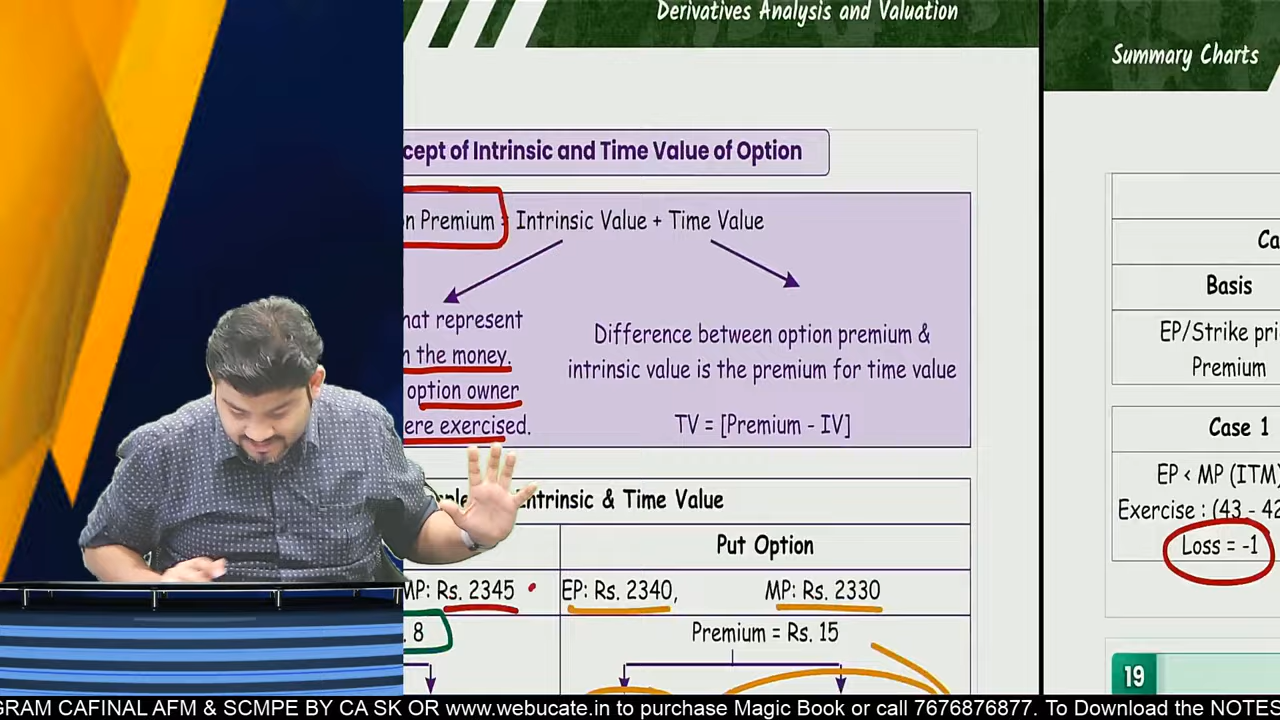 Derivatives Analysis and Valuation
cept of Intrinsic and Time Value of Option
n Premium = Intrinsic Value + Time Value
hat represent
n the money.
option owner
ere exercised.
Difference between option premium &
intrinsic value is the premium for time value
TV = [Premium - IV]
Intrinsic & Time Value
Put Option
MP: Rs. 2345
EP: Rs. 2340, MP: Rs. 2330
. 8
Premium = Rs. 15
Summary Charts
Ca
Basis
EP/Strike pri
Premium
Case 1
EP < MP (ITM)
Exercise : (43 - 42
Loss = -1
19
GRAM CAFINAL AFM & SCMPE BY CA SK OR www.webucate.in to purchase Magic Book or call 7676876877. To Download the NOTES